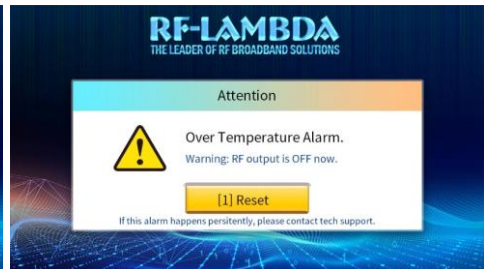 RF-LAMBDA
THE LEADER OF RF BROADBAND SOLUTIONS
Attention
Over Temperature Alarm.
Warning: RF output is OFF now.
[1] Reset
If this alarm happens persitently, please contact tech support.